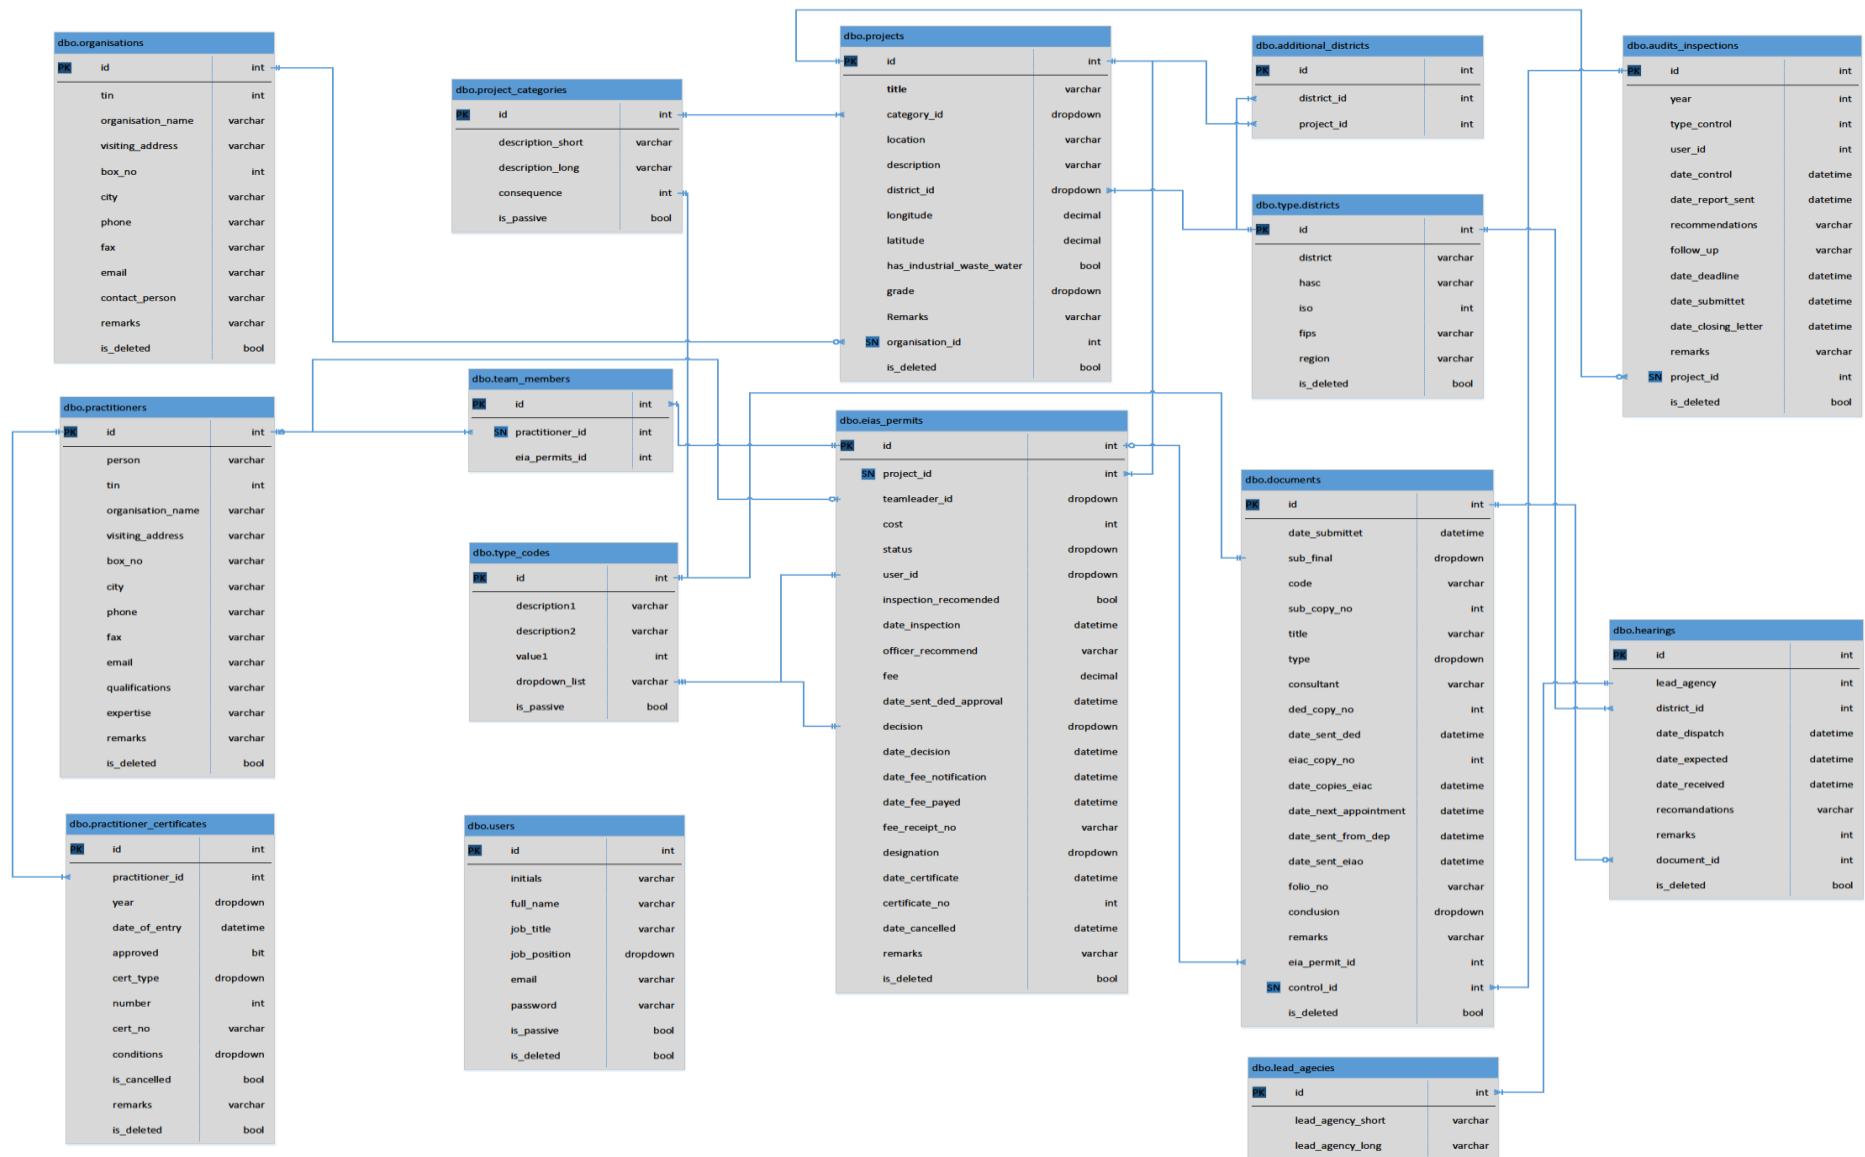 dbo.organisations
PK id int
tin int
organisation_name varchar
visiting_address varchar
box_no int
city varchar
phone varchar
fax varchar
email varchar
contact_person varchar
remarks varchar
is_deleted bool
dbo.practitioners
PK id int
person varchar
tin int
organisation_name varchar
visiting_address varchar
box_no int
city varchar
phone varchar
fax varchar
email varchar
qualifications varchar
expertise varchar
remarks varchar
is_deleted bool
dbo.practitioner_certificates
PK id int
practitioner_id int
year dropdown
date_of_entry datetime
approved bit
cert_type dropdown
number int
cert_no varchar
conditions dropdown
is_cancelled bool
remarks varchar
is_deleted bool
dbo.project_categories
PK id int
description_short varchar
description_long varchar
consequence int
is_passive bool
dbo.team_members
PK id int
SN practitioner_id int
eia_permits_id int
dbo.type_codes
PK id int
description1 varchar
description2 varchar
value1 int
dropdown_list varchar
is_passive bool
dbo.users
PK id int
initials varchar
full_name varchar
job_title varchar
job_position dropdown
email varchar
password varchar
is_passive bool
is_deleted bool
dbo.projects
PK id int
title varchar
category_id dropdown
location varchar
description varchar
district_id dropdown
longitude decimal
latitude decimal
has_industrial_waste_water bool
grade dropdown
Remarks varchar
SN organisation_id int
is_deleted bool
dbo.eias_permits
PK id int
SN project_id int
teamleader_id dropdown
cost int
status dropdown
user_id dropdown
inspection_recomended bool
date_inspection datetime
officer_recommend varchar
fee decimal
date_sent_ded_approval datetime
decision dropdown
date_decision datetime
date_fee_notification datetime
date_fee_payed datetime
fee_receipt_no varchar
designation dropdown
date_certificate datetime
certificate_no int
date_cancelled datetime
remarks varchar
is_deleted bool
dbo.additional_districts
PK id int
district_id int
project_id int
dbo.type.districts
PK id int
district varchar
hasc varchar
iso int
fips varchar
region varchar
is_deleted bool
dbo.documents
PK id int
date_submittet datetime
sub_final dropdown
code varchar
sub_copy_no int
title varchar
type dropdown
consultant varchar
ded_copy_no int
date_sent_ded datetime
eiac_copy_no int
date_copies_eiac datetime
date_next_appointment datetime
date_sent_from_dep datetime
date_sent_eiao datetime
folio_no varchar
conclusion dropdown
remarks varchar
eia_permit_id int
SN control_id int
is_deleted bool
dbo.lead_agecies
PK id int
lead_agency_short varchar
lead_agency_long varchar
dbo.audits_inspections
PK id int
year int
type_control int
user_id int
date_control datetime
date_report_sent datetime
recommendations varchar
follow_up varchar
date_deadline datetime
date_submittet datetime
date_closing_letter datetime
remarks varchar
SN project_id int
is_deleted bool
dbo.hearings
PK id int
lead_agency int
district_id int
date_dispatch datetime
date_expected datetime
date_received datetime
recomandations varchar
remarks int
document_id int
is_deleted bool